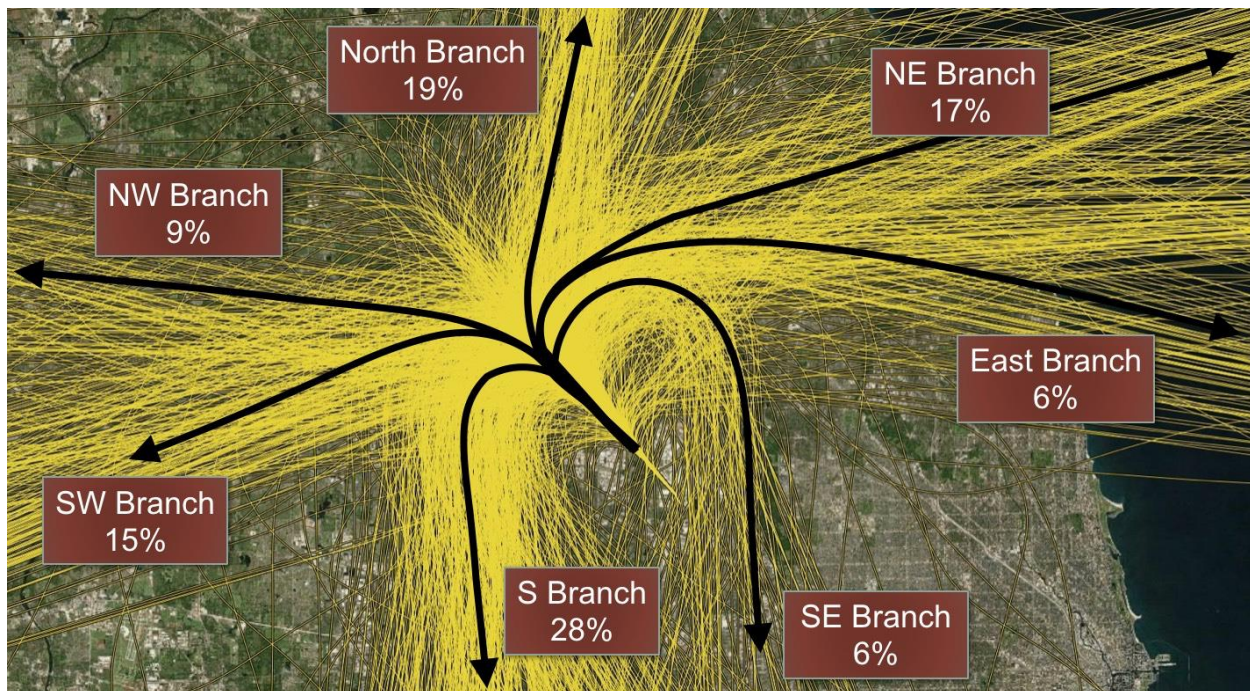 North Branch
19%
NE Branch
17%
NW Branch
9%
East Branch
6%
SW Branch
15%
S Branch
28%
SE Branch
6%